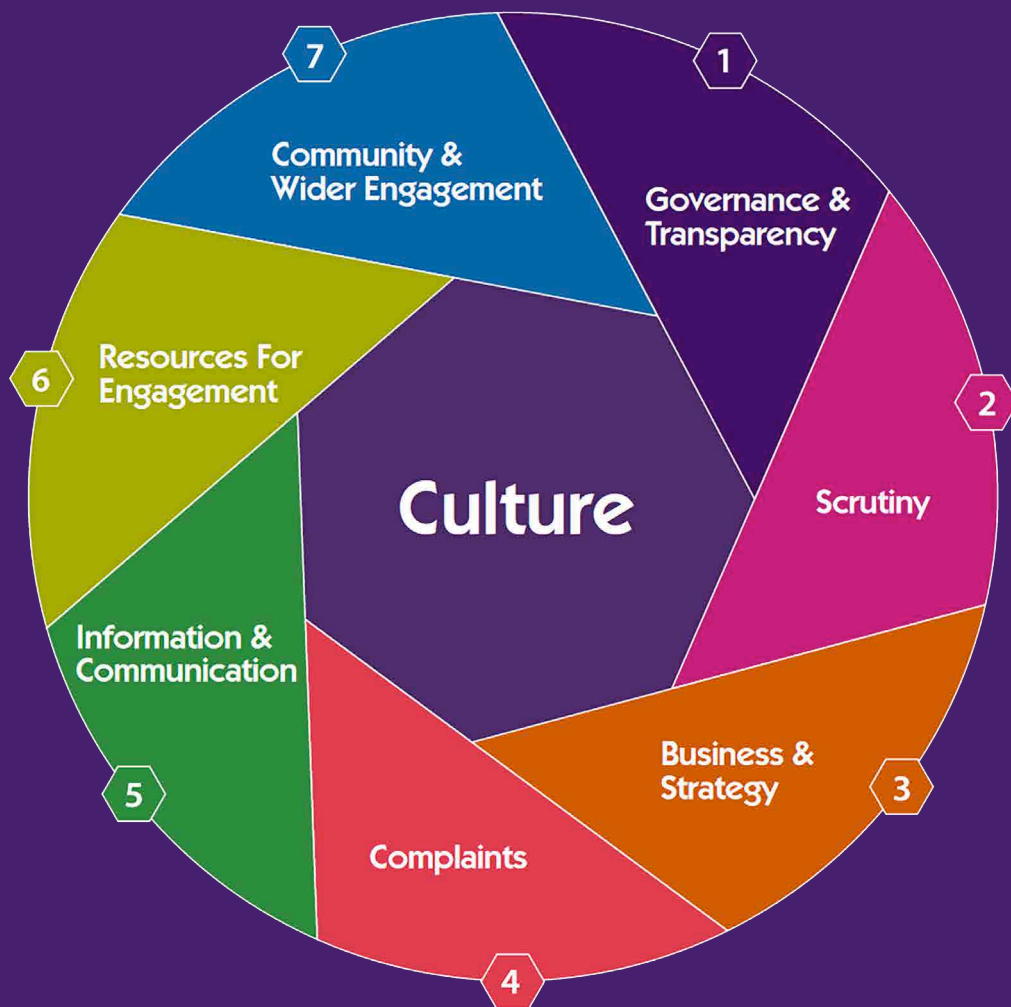 1
Governance &
Transparency
2
Scrutiny
3
Business &
Strategy
4
Complaints
5
Information &
Communication
6
Resources For
Engagement
7
Community &
Wider Engagement
Culture